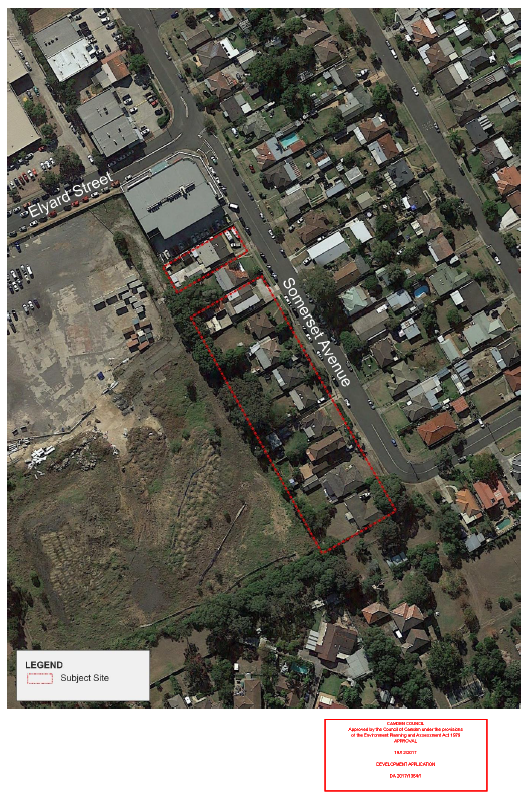 Elyard Street
Somerset Avenue
LEGEND
Subject Site
CAMDEN COUNCIL
Approved by the Council of Camden under the provisions
of the Environment Planning and Assessment Act 1979
APPROVAL
DEVELOPMENT APPLICATION